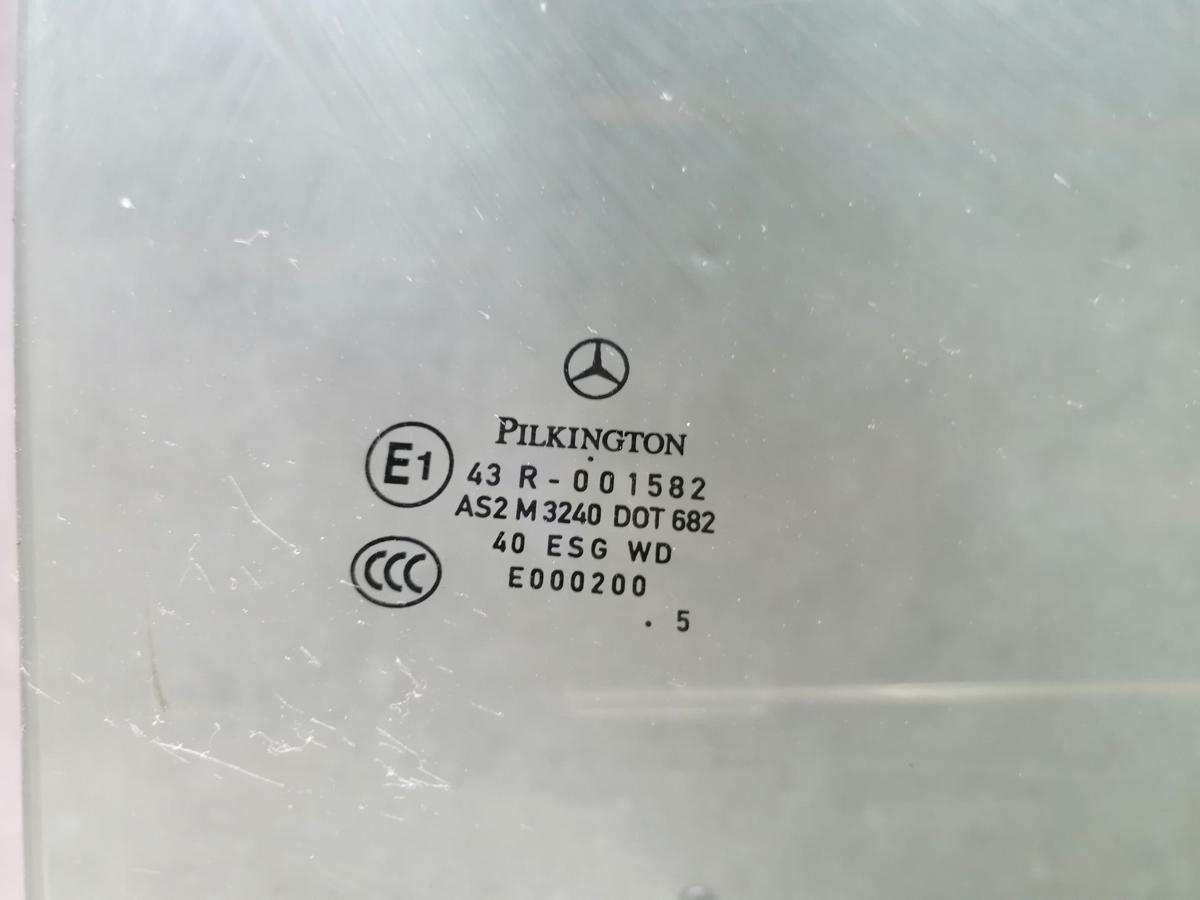 PILKINGTON
E1
43 R - 001582
AS2 M 3240 DOT 682
40 ESG WD
CCC
E000200
. 5